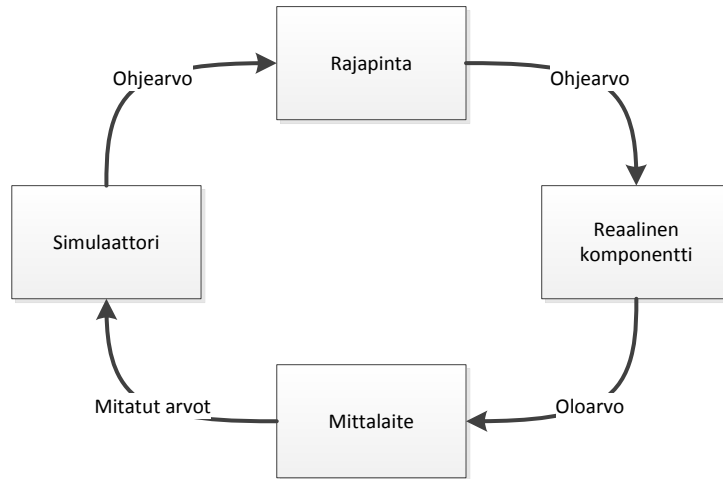 Rajapinta
Ohjearvo
Ohjearvo
Simulaattori
Reaalinen
komponentti
Mitatut arvot
Mittalaite
Oloarvo